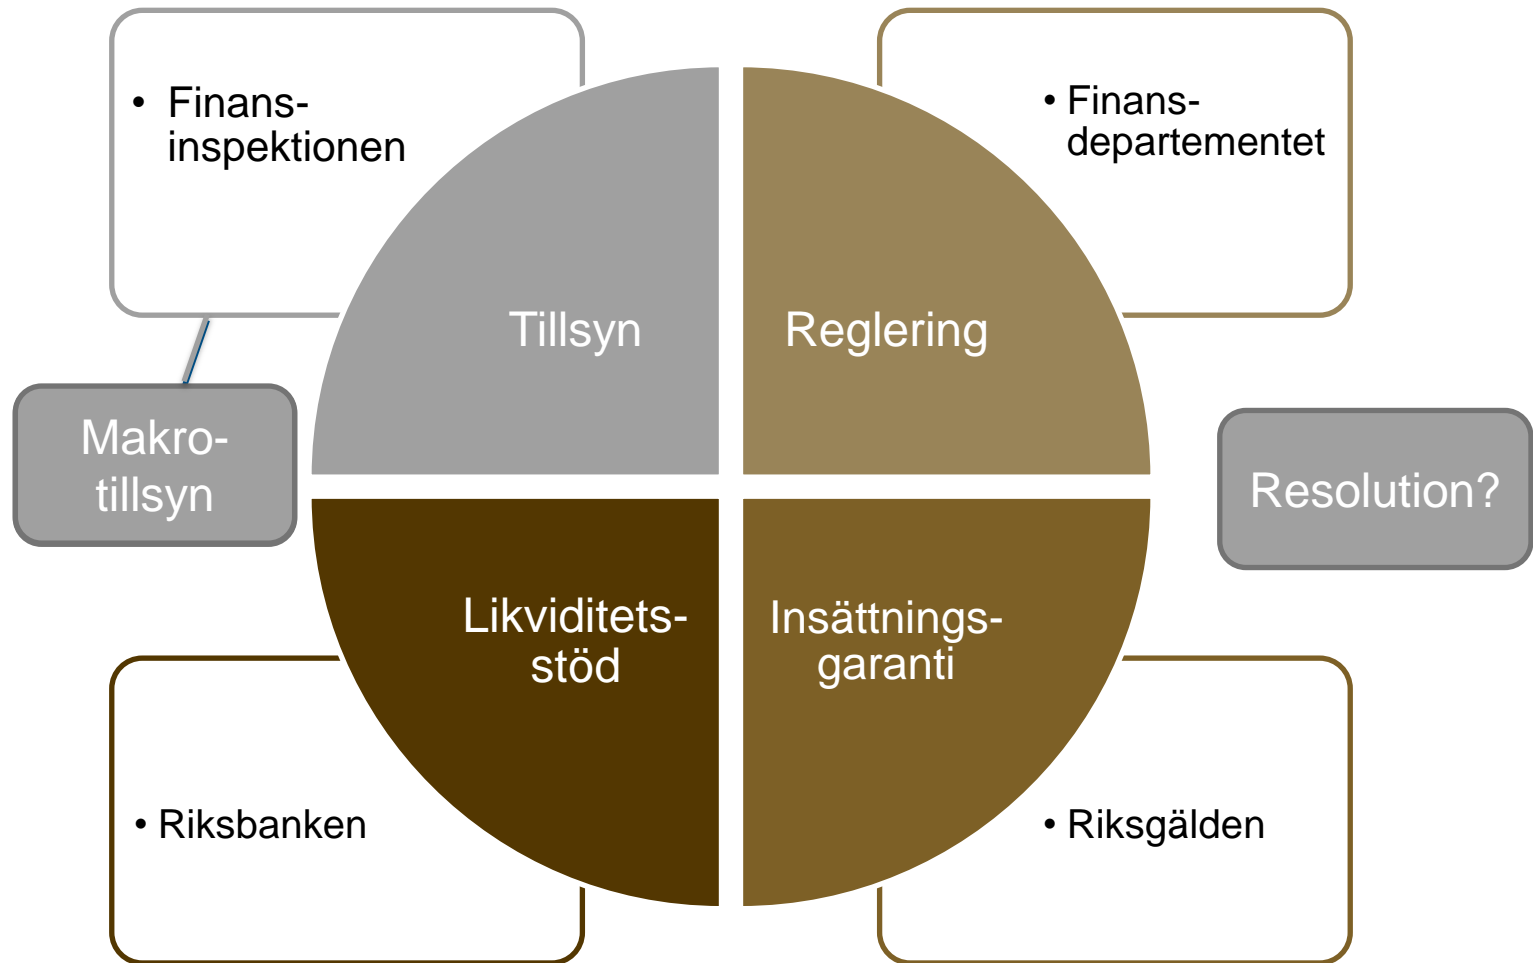 • Finans-
inspektionen
• Finans-
departementet
Tillsyn
Reglering
Makro-
tillsyn
Resolution?
Likviditets-
stöd
Insättnings-
garanti
• Riksbanken
• Riksgälden